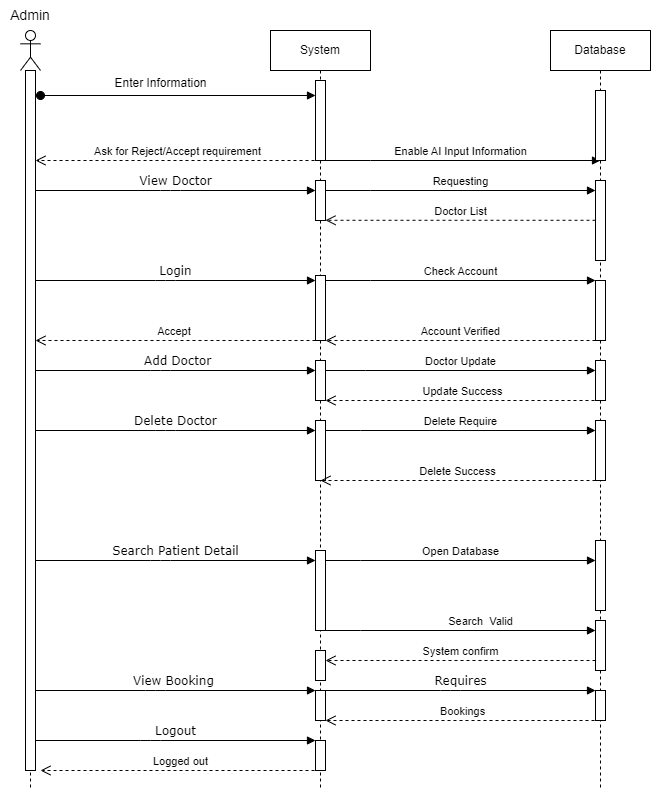 Admin
System
Database
Enter Information
Ask for Reject/Accept requirement
Enable AI Input Information
View Doctor
Requesting
Doctor List
Login
Check Account
Accept
Account Verified
Add Doctor
Doctor Update
Update Success
Delete Doctor
Delete Require
Delete Success
Search Patient Detail
Open Database
Search  Valid
System confirm
View Booking
Requires
Bookings
Logout
Logged out